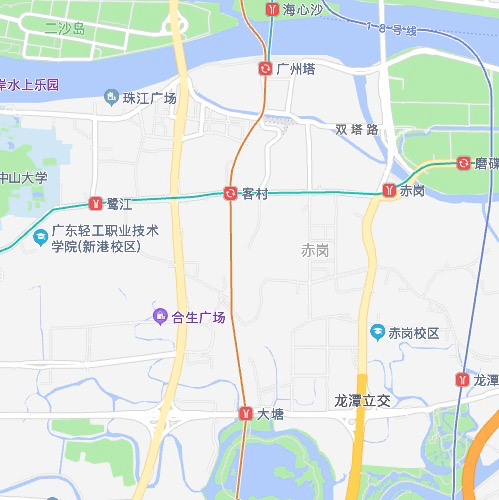 海心沙
二沙岛
18号线
广州塔
岸水上乐园
珠江广场
双塔路
磨碟
中山大学
赤岗
客村
鹭江
广东轻工职业技术
学院(新港校区)
赤岗
合生广场
赤岗校区
龙潭
龙潭立交
大塘